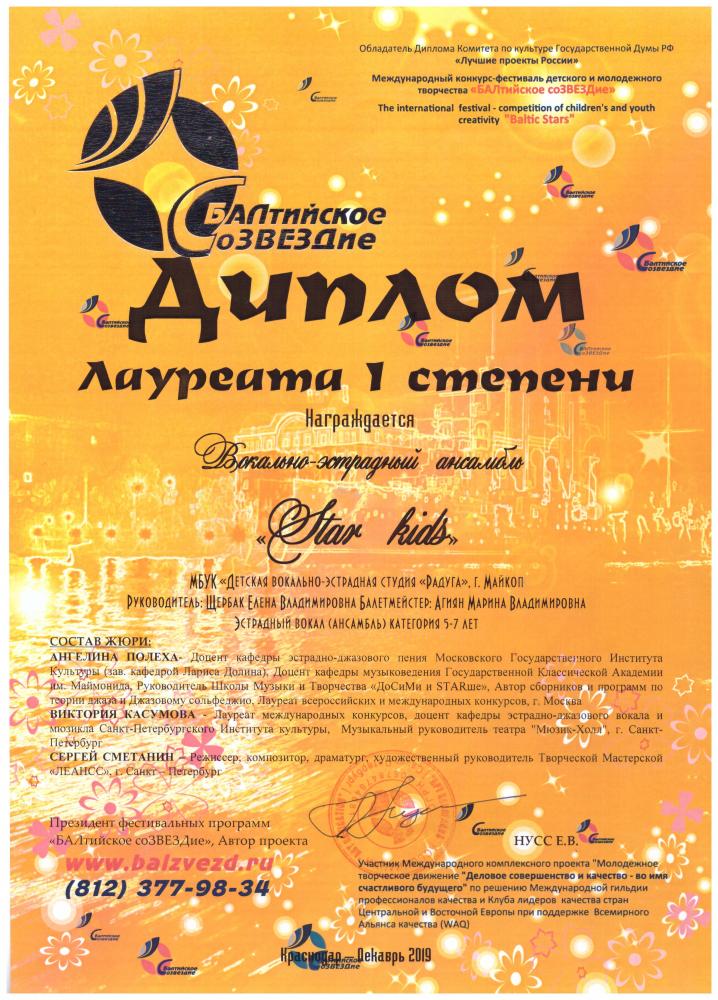 Обладатель Диплома Комитета по культуре Государственной Думы РФ
«Лучшие проекты России»
Международный конкурс-фестиваль детского и молодежного
творчества «БАЛтийское соЗВЕЗДие»
The international festival - competition of children's and youth
creativity "Baltic Stars"
БАЛтийское
СоЗВЕЗДие
Диплом
Лауреата 1 степени
Награждается
Вокально-эстрадный ансамбль
«Star kids»
МБУК «Детская вокально-эстрадная студия «Радуга», г. Майкоп
Руководитель: Щербак Елена Владимировна Балетмейстер: Агиян Марина Владимировна
Эстрадный вокал (ансамбль) категория 5-7 лет
СОСТАВ ЖЮРИ:
АНГЕЛИНА ПОЛЕХА- Доцент кафедры эстрадно-джазового пения Московского Государственного Института
Культуры (зав. кафедрой Лариса Долина), Доцент кафедры музыковедения Государственной Классической Академии
им. Маймонида, Руководитель Школы Музыки и Творчества «ДоСиМи и STARше», Автор сборников и программ по
теории джаза и Джазовому сольфеджио. Лауреат всероссийских и международных конкурсов, г. Москва
ВИКТОРИЯ КАСУМОВА - Лауреат международных конкурсов, доцент кафедры эстрадно-джазового вокала и
мюзикла Санкт-Петербургского Института культуры, Музыкальный руководитель театра "Мюзик-Холл", г. Санкт-
Петербург
СЕРГЕЙ СМЕТАНИН – Режиссер, композитор, драматург, художественный руководитель Творческой Мастерской
«ЛЕАНСС», г. Санкт – Петербург
Президент фестивальных программ
«БАЛтийское соЗВЕЗДие», Автор проекта
НУСС Е.В.
www.balzvezd.ru
(812) 377-98-34
Участник Международного комплексного проекта "Молодежное
творческое движение "Деловое совершенство и качество - во имя
счастливого будущего" по решению Международной гильдии
профессионалов качества и Клуба лидеров качества стран
Центральной и Восточной Европы при поддержке Всемирного
Альянса качества (WAQ)
Краснодар – Декабрь 2019